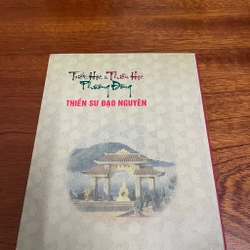 Triết Học & Thiền Học
Phương Đông
THIỀN SƯ ĐẠO NGUYÊN